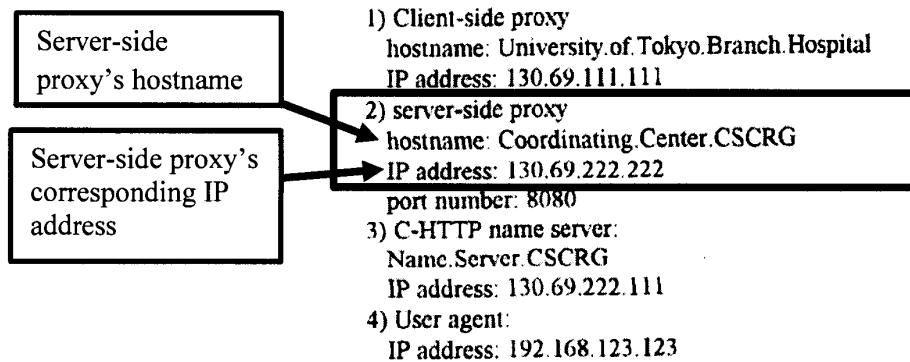 Server-side
proxy's hostname
Server-side proxy's
corresponding IP
address
1) Client-side proxy
hostname: University.of.Tokyo.Branch.Hospital
IP address: 130.69.111.111
2) server-side proxy
hostname: Coordinating.Center.CSCRG
IP address: 130.69.222.222
port number: 8080
3) C-HTTP name server:
Name.Server.CSCRG
IP address: 130.69.222.111
4) User agent:
IP address: 192.168.123.123